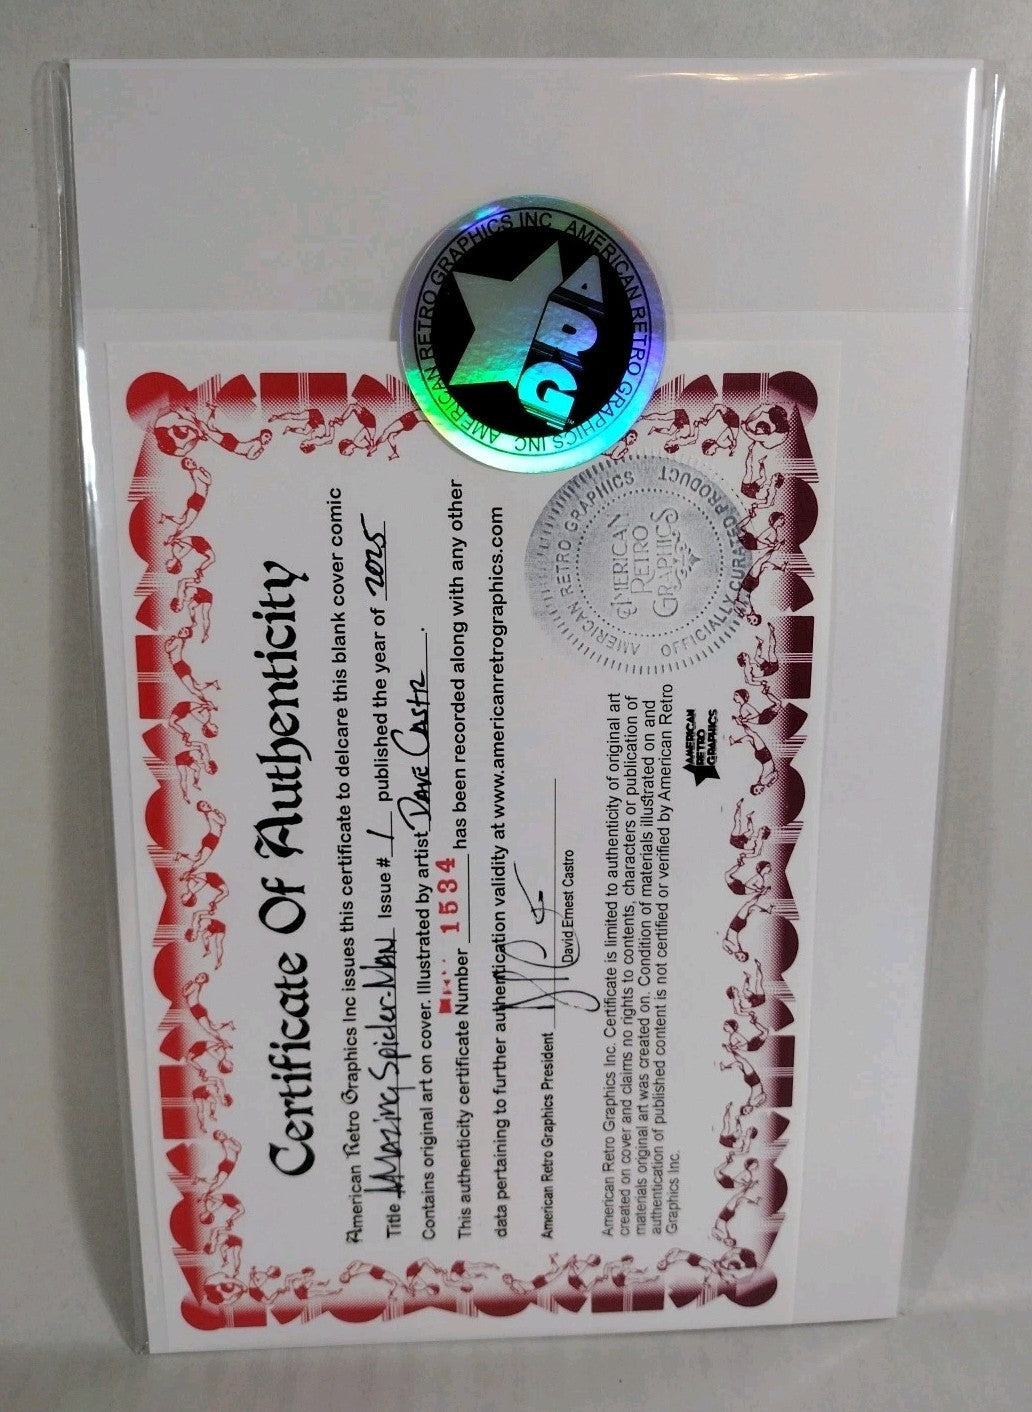 Certificate Of Authenticity
American Retro Graphics Inc issues this certificate to delcare this blank cover comic
Title Amazing Spider-Man Issue # 1 published the year of 2025
Contains original art on cover. Illustrated by artist Dave Castr.
This authenticity certificate Number 1534 has been recorded along with any other
data pertaining to further authentication validity at www.americanretrographics.com
American Retro Graphics President
David Ernest Castro
American Retro Graphics Inc. Certificate is limited to authenticity of original art
created on cover and claims no rights to contents, characters or publication of
materials original art was created on. Condition of materials illustrated on and
authentication of published content is not certified or verified by American Retro
Graphics Inc.
AMERICAN
RETRO
GRAPHICS
AMERICAN RETRO GRAPHICS INC AMERICAN RETRO GRAPHICS INC
ARG
AMERICAN RETRO GRAPHICS OFFICIALLY CURATED PRODUCT
AMERICAN
RETRO
GRAPHICS